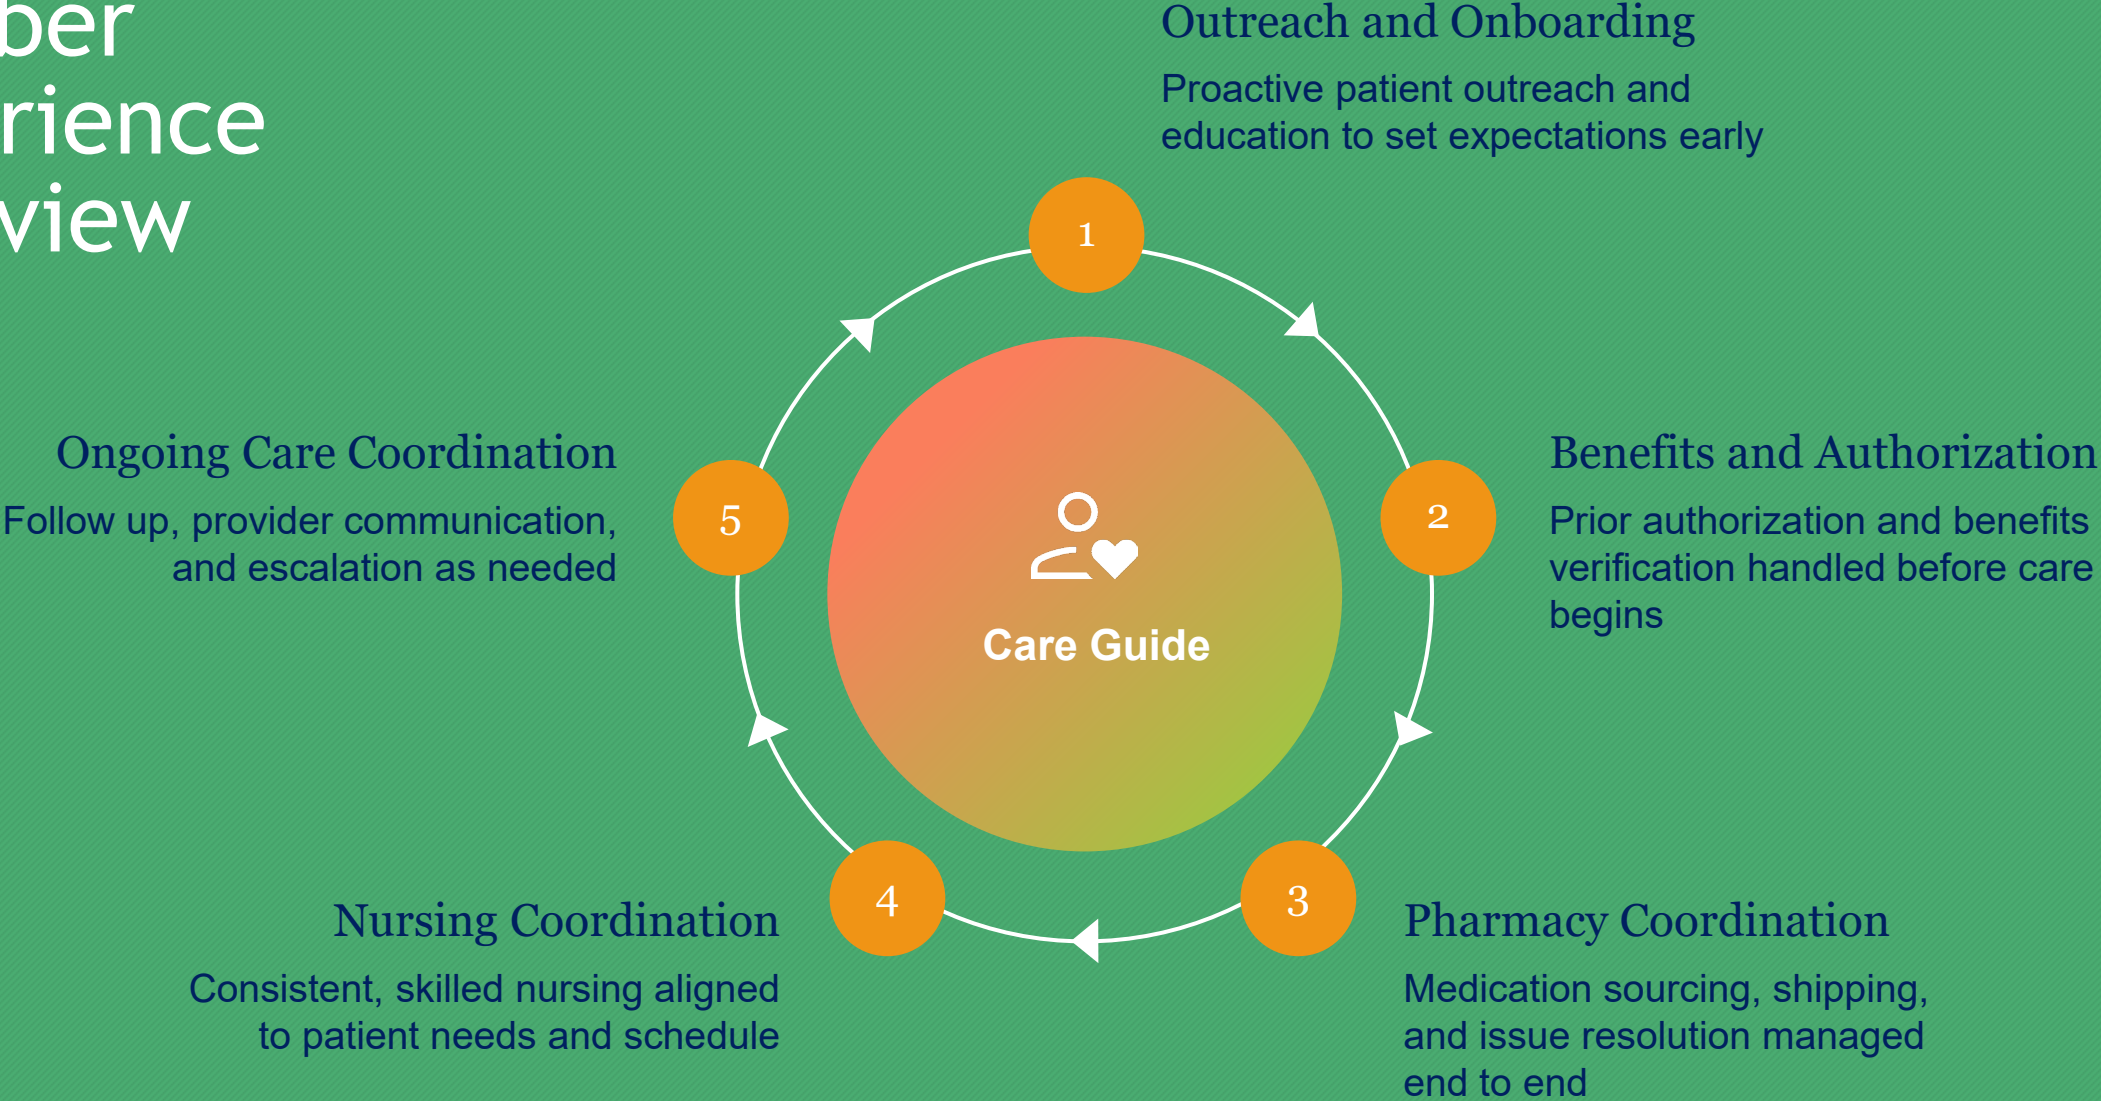 ber
rience
view
Outreach and Onboarding
Proactive patient outreach and
education to set expectations early
1
Benefits and Authorization
Prior authorization and benefits
verification handled before care
begins
2
Pharmacy Coordination
Medication sourcing, shipping,
and issue resolution managed
end to end
3
Nursing Coordination
Consistent, skilled nursing aligned
to patient needs and schedule
4
Ongoing Care Coordination
Follow up, provider communication,
and escalation as needed
5
Care Guide